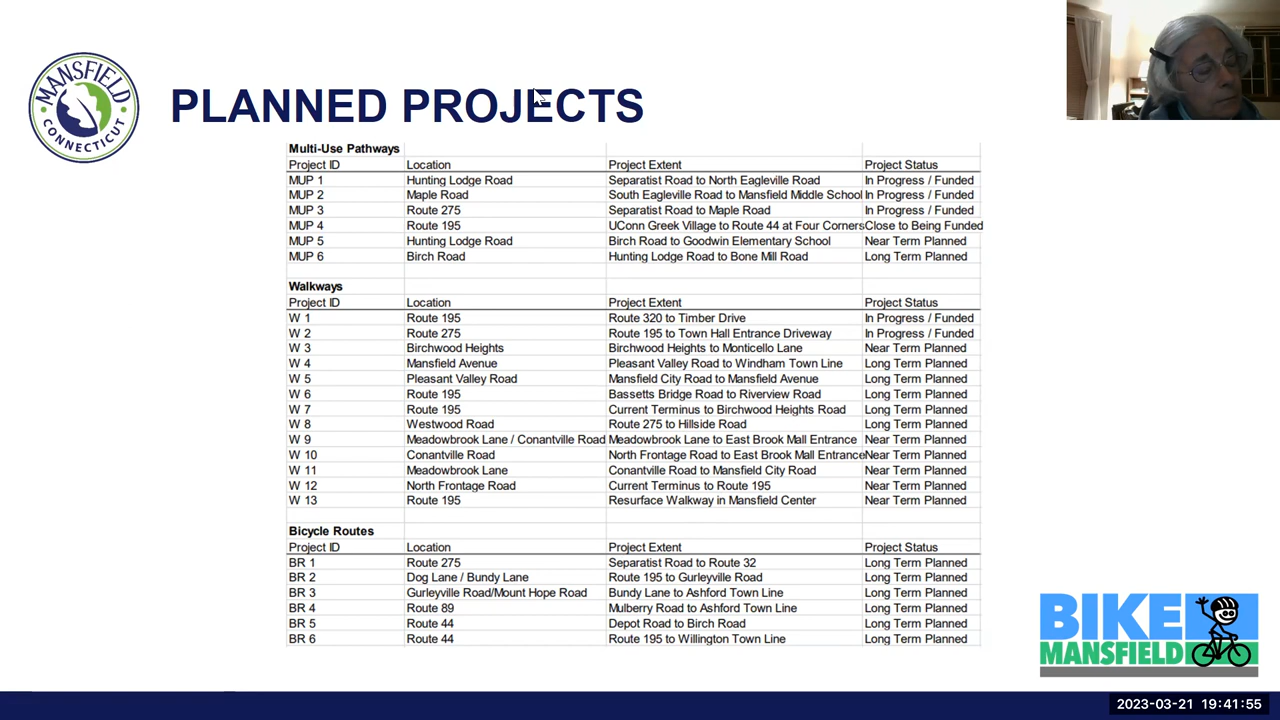 MANSFIELD
CONNECTICUT
PLANNED PROJECTS
Multi-Use Pathways
Project ID Location Project Extent Project Status
MUP 1 Hunting Lodge Road Separatist Road to North Eagleville Road In Progress / Funded
MUP 2 Maple Road South Eagleville Road to Mansfield Middle School In Progress / Funded
MUP 3 Route 275 Separatist Road to Maple Road In Progress / Funded
MUP 4 Route 195 UConn Greek Village to Route 44 at Four Corners Close to Being Funded
MUP 5 Hunting Lodge Road Birch Road to Goodwin Elementary School Near Term Planned
MUP 6 Birch Road Hunting Lodge Road to Bone Mill Road Long Term Planned
Walkways
Project ID Location Project Extent Project Status
W 1 Route 195 Route 320 to Timber Drive In Progress / Funded
W 2 Route 275 Route 195 to Town Hall Entrance Driveway In Progress / Funded
W 3 Birchwood Heights Birchwood Heights to Monticello Lane Near Term Planned
W 4 Mansfield Avenue Pleasant Valley Road to Windham Town Line Long Term Planned
W 5 Pleasant Valley Road Mansfield City Road to Mansfield Avenue Long Term Planned
W 6 Route 195 Bassetts Bridge Road to Riverview Road Long Term Planned
W 7 Route 195 Current Terminus to Birchwood Heights Road Long Term Planned
W 8 Westwood Road Route 275 to Hillside Road Long Term Planned
W 9 Meadowbrook Lane / Conantville Road Meadowbrook Lane to East Brook Mall Entrance Near Term Planned
W 10 Conantville Road North Frontage Road to East Brook Mall Entrance Near Term Planned
W 11 Meadowbrook Lane Conantville Road to Mansfield City Road Near Term Planned
W 12 North Frontage Road Current Terminus to Route 195 Near Term Planned
W 13 Route 195 Resurface Walkway in Mansfield Center Near Term Planned
Bicycle Routes
Project ID Location Project Extent Project Status
BR 1 Route 275 Separatist Road to Route 32 Long Term Planned
BR 2 Dog Lane / Bundy Lane Route 195 to Gurleyville Road Long Term Planned
BR 3 Gurleyville Road/Mount Hope Road Bundy Lane to Ashford Town Line Long Term Planned
BR 4 Route 89 Mulberry Road to Ashford Town Line Long Term Planned
BR 5 Route 44 Depot Road to Birch Road Long Term Planned
BR 6 Route 44 Route 195 to Willington Town Line Long Term Planned
BIKE
MANSFIELD
2023-03-21 19:41:55